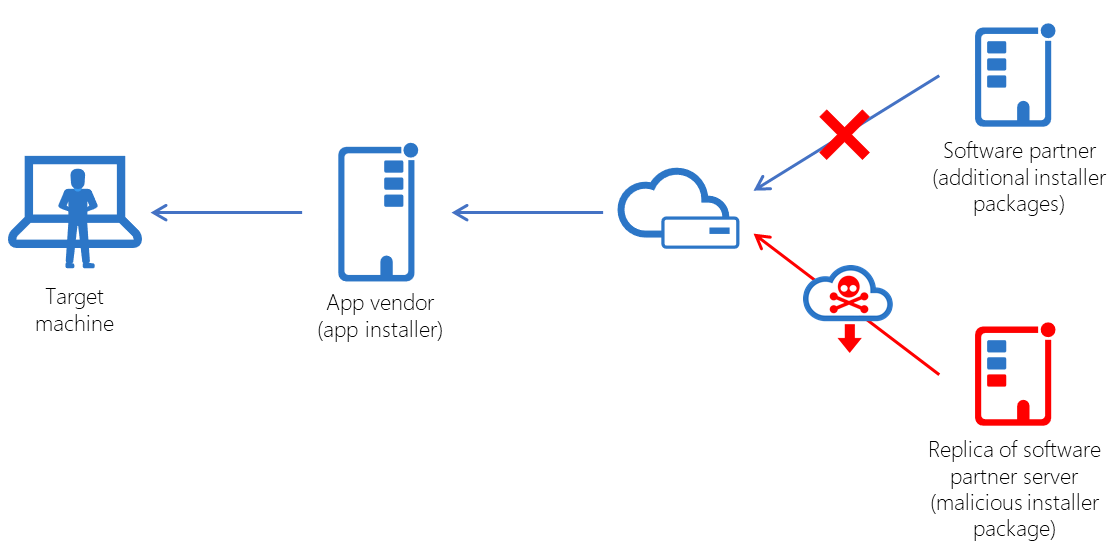 Software partner
(additional installer
packages)
Target
machine
App vendor
(app installer)
Replica of software
partner server
(malicious installer
package)